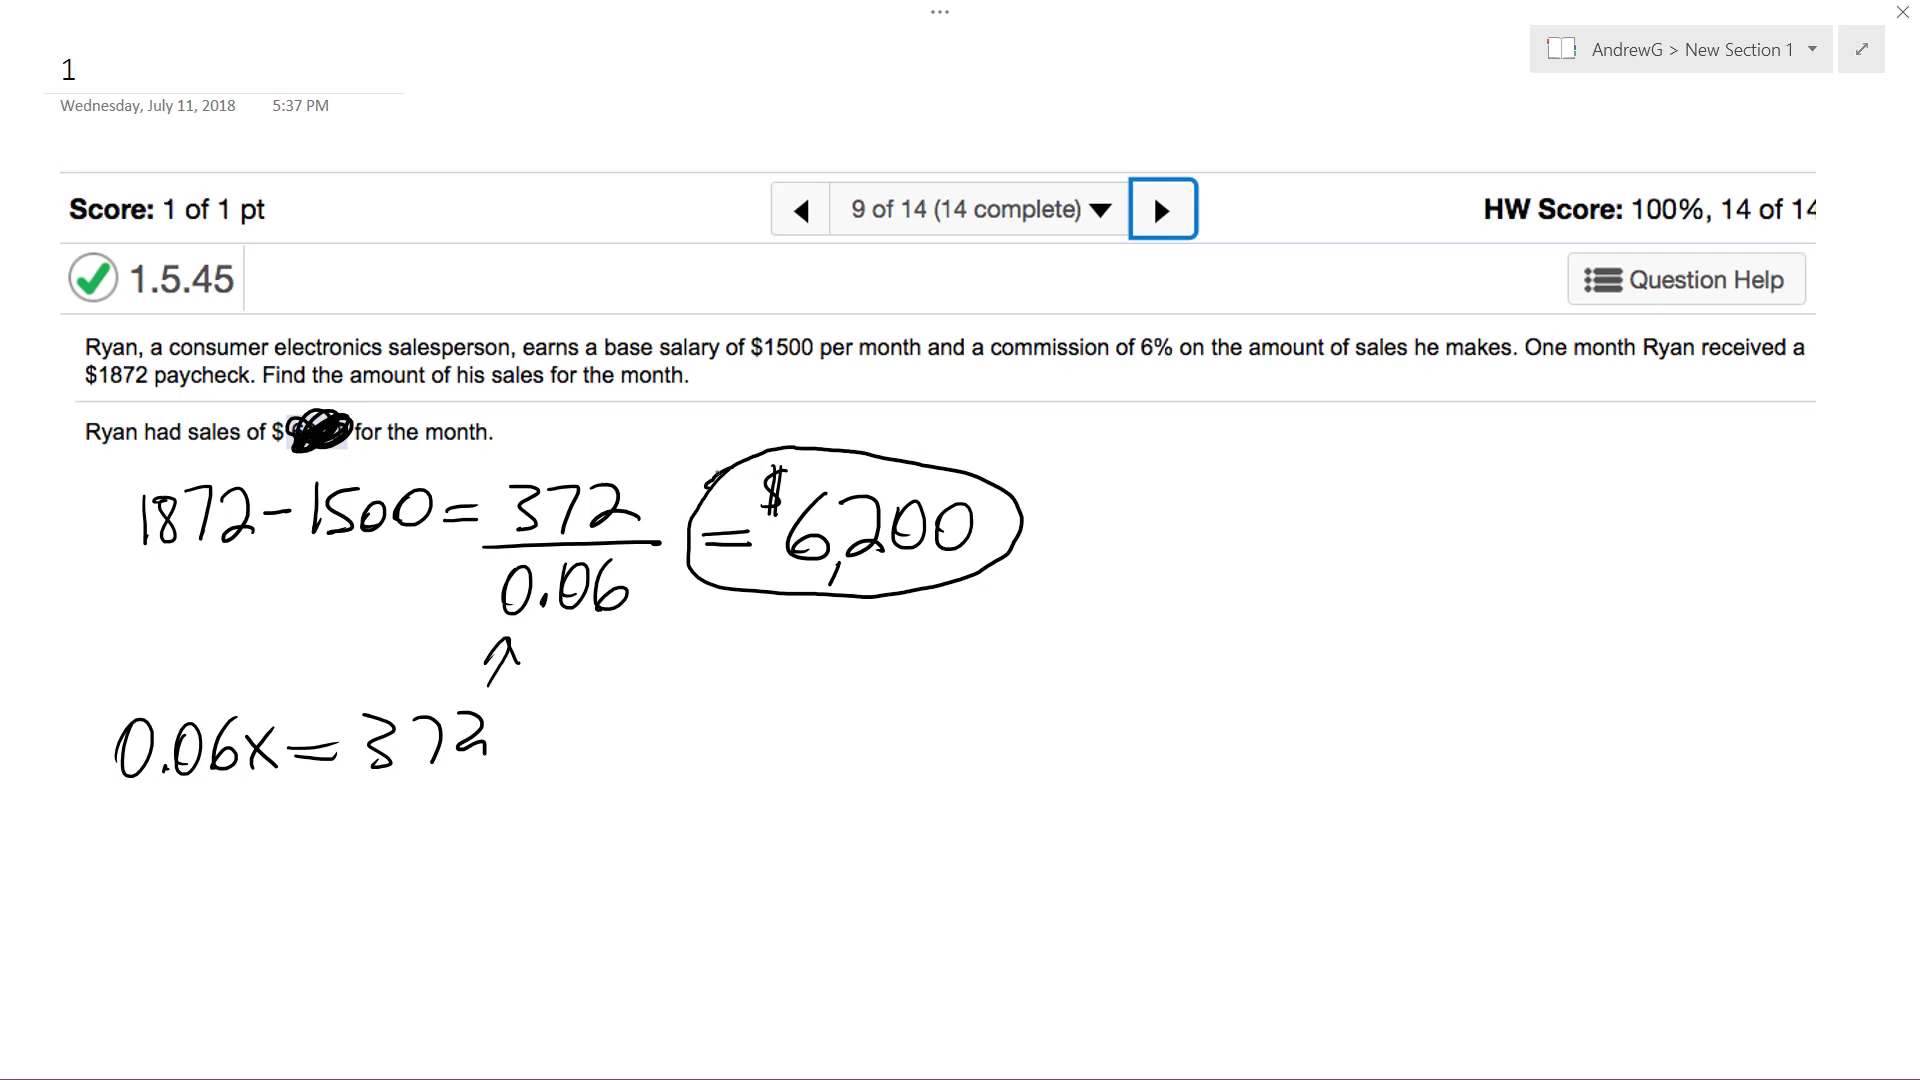 ...
AndrewG > New Section 1
1
Wednesday, July 11, 2018 5:37 PM
Score: 1 of 1 pt
9 of 14 (14 complete)
HW Score: 100%, 14 of 14
1.5.45
Question Help
Ryan, a consumer electronics salesperson, earns a base salary of $1500 per month and a commission of 6% on the amount of sales he makes. One month Ryan received a
$1872 paycheck. Find the amount of his sales for the month.
Ryan had sales of $ for the month.
1872 - 1500 = 372
0.06
= $6,200
0.06x = 372